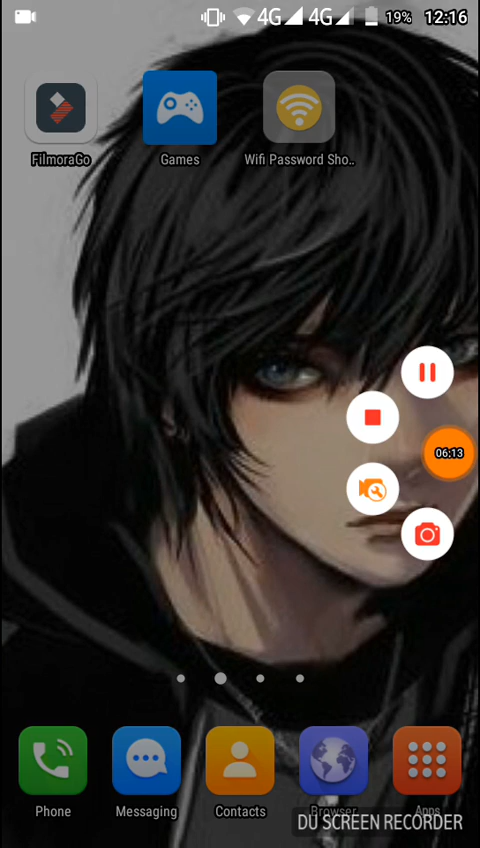 4G 4G 19% 12:16
FilmoraGo Games Wifi Password Sho..
06:13
Phone Messaging Contacts Browser Apps
DU SCREEN RECORDER